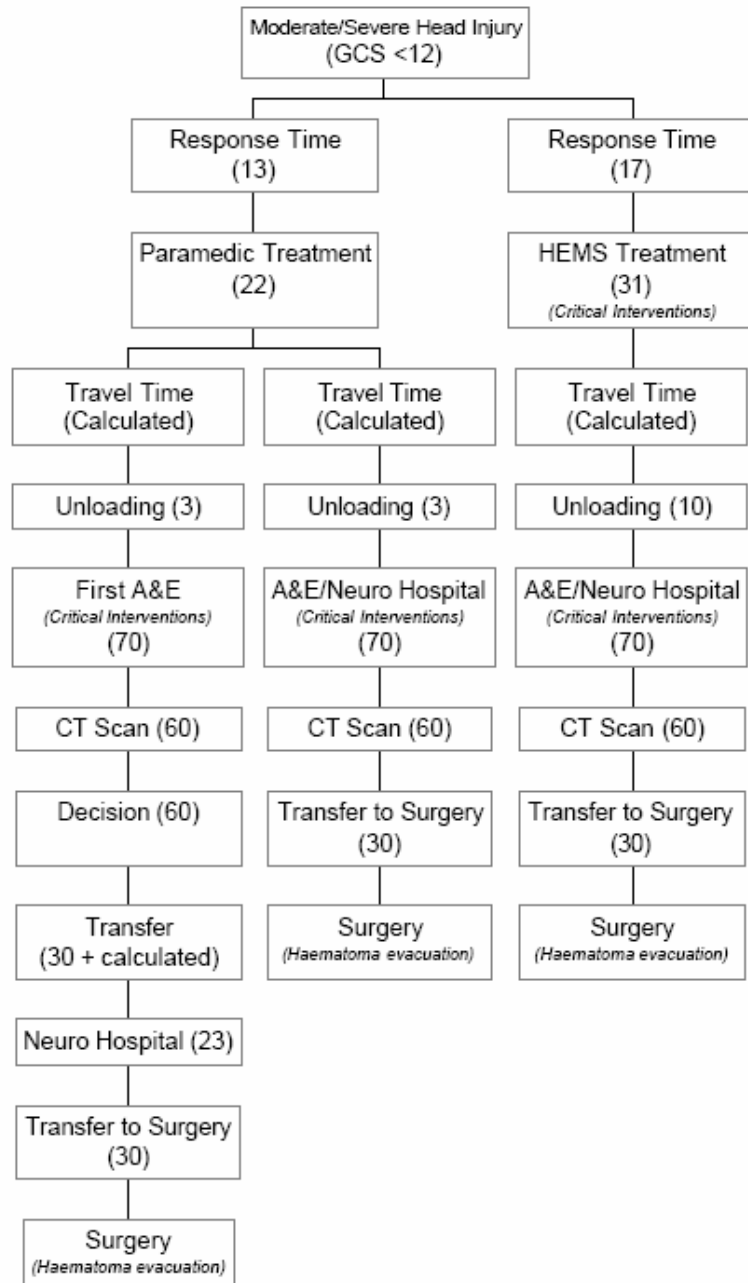 Moderate/Severe Head Injury
(GCS <12)
Response Time
(13)
Response Time
(17)
Paramedic Treatment
(22)
HEMS Treatment
(31)
(Critical Interventions)
Travel Time
(Calculated)
Travel Time
(Calculated)
Travel Time
(Calculated)
Unloading (3)
Unloading (3)
Unloading (10)
First A&E
(Critical Interventions)
(70)
A&E/Neuro Hospital
(Critical Interventions)
(70)
A&E/Neuro Hospital
(Critical Interventions)
(70)
CT Scan (60)
CT Scan (60)
CT Scan (60)
Decision (60)
Transfer to Surgery
(30)
Transfer to Surgery
(30)
Transfer
(30 + calculated)
Surgery
(Haematoma evacuation)
Surgery
(Haematoma evacuation)
Neuro Hospital (23)
Transfer to Surgery
(30)
Surgery
(Haematoma evacuation)